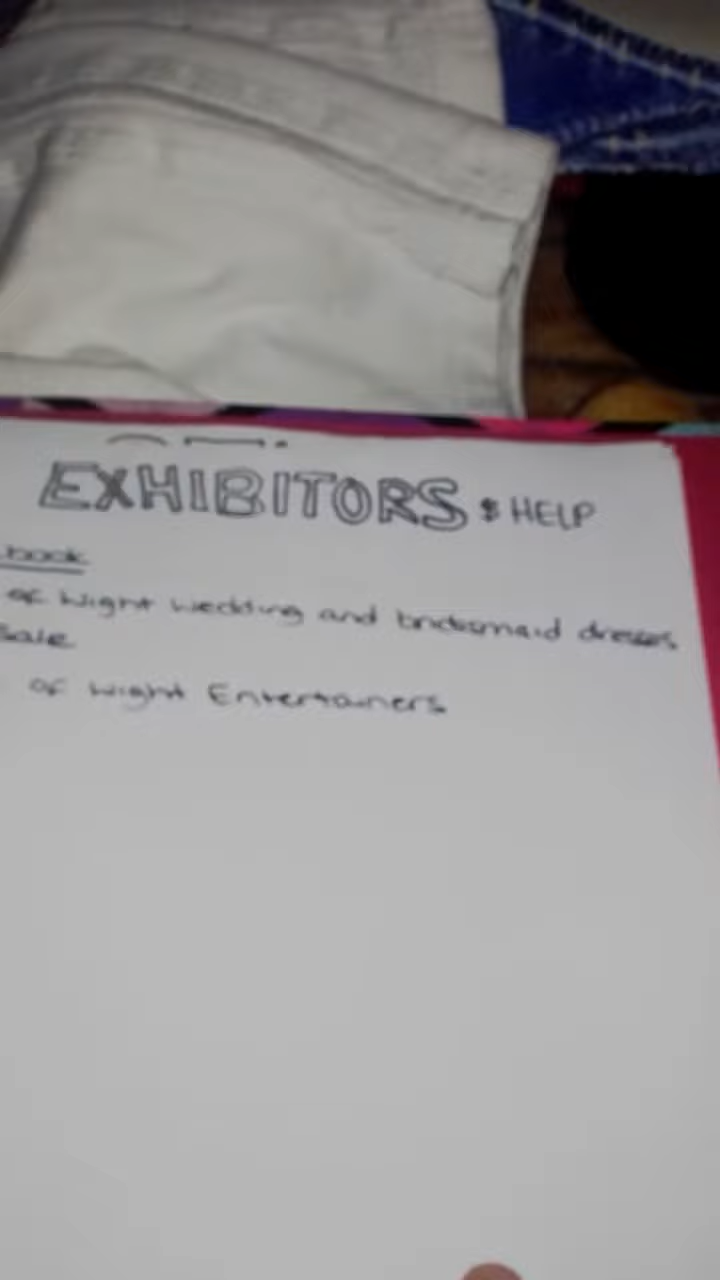 EXHIBITORS & HELP
book
of Wight wedding and bridesmaid dresses
Sale
of Wight Entertainers